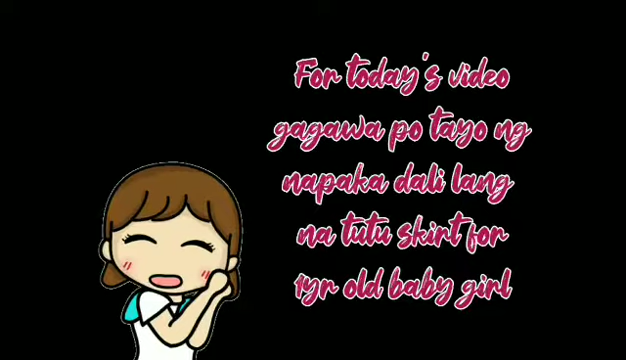 For today's video
gagawa po tayo ng
napaka dali lang
na tutu skirt for
1yr old baby girl